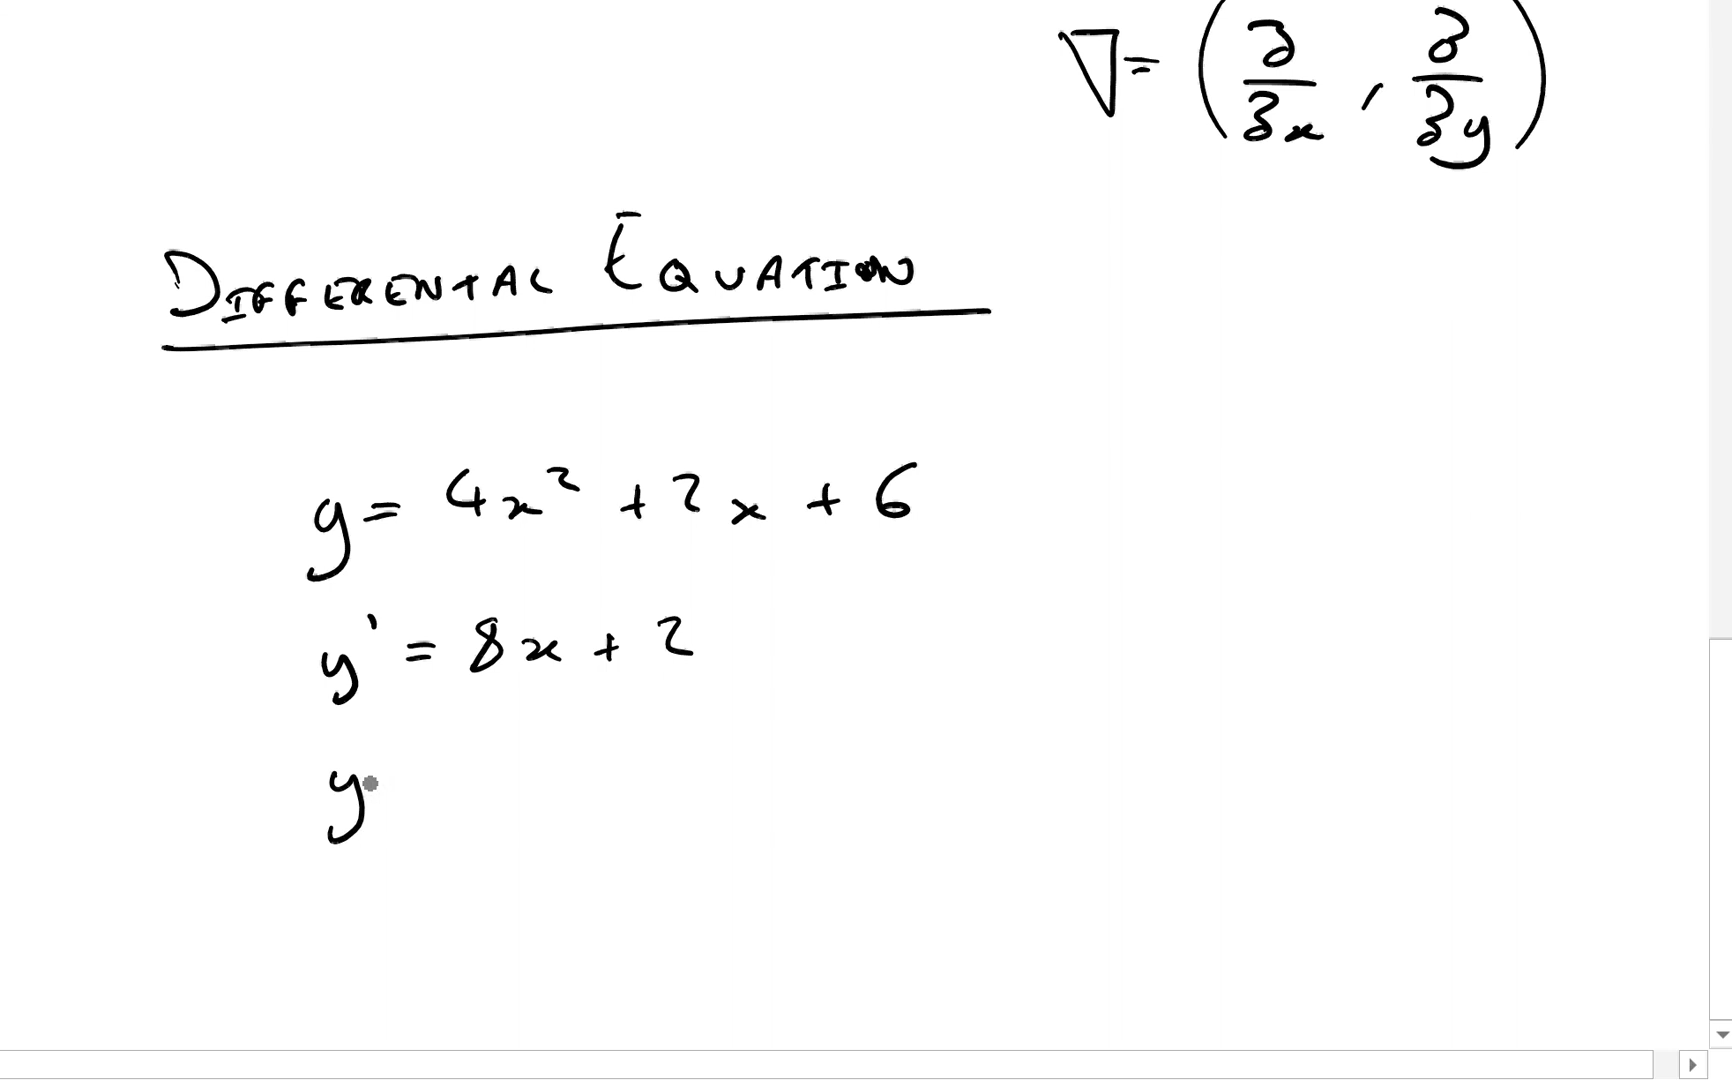 ∇= (∂/∂x, ∂/∂y)
DIFFERENTAL EQUATION
y= 4x² + 2x + 6
y' = 8x + 2
y